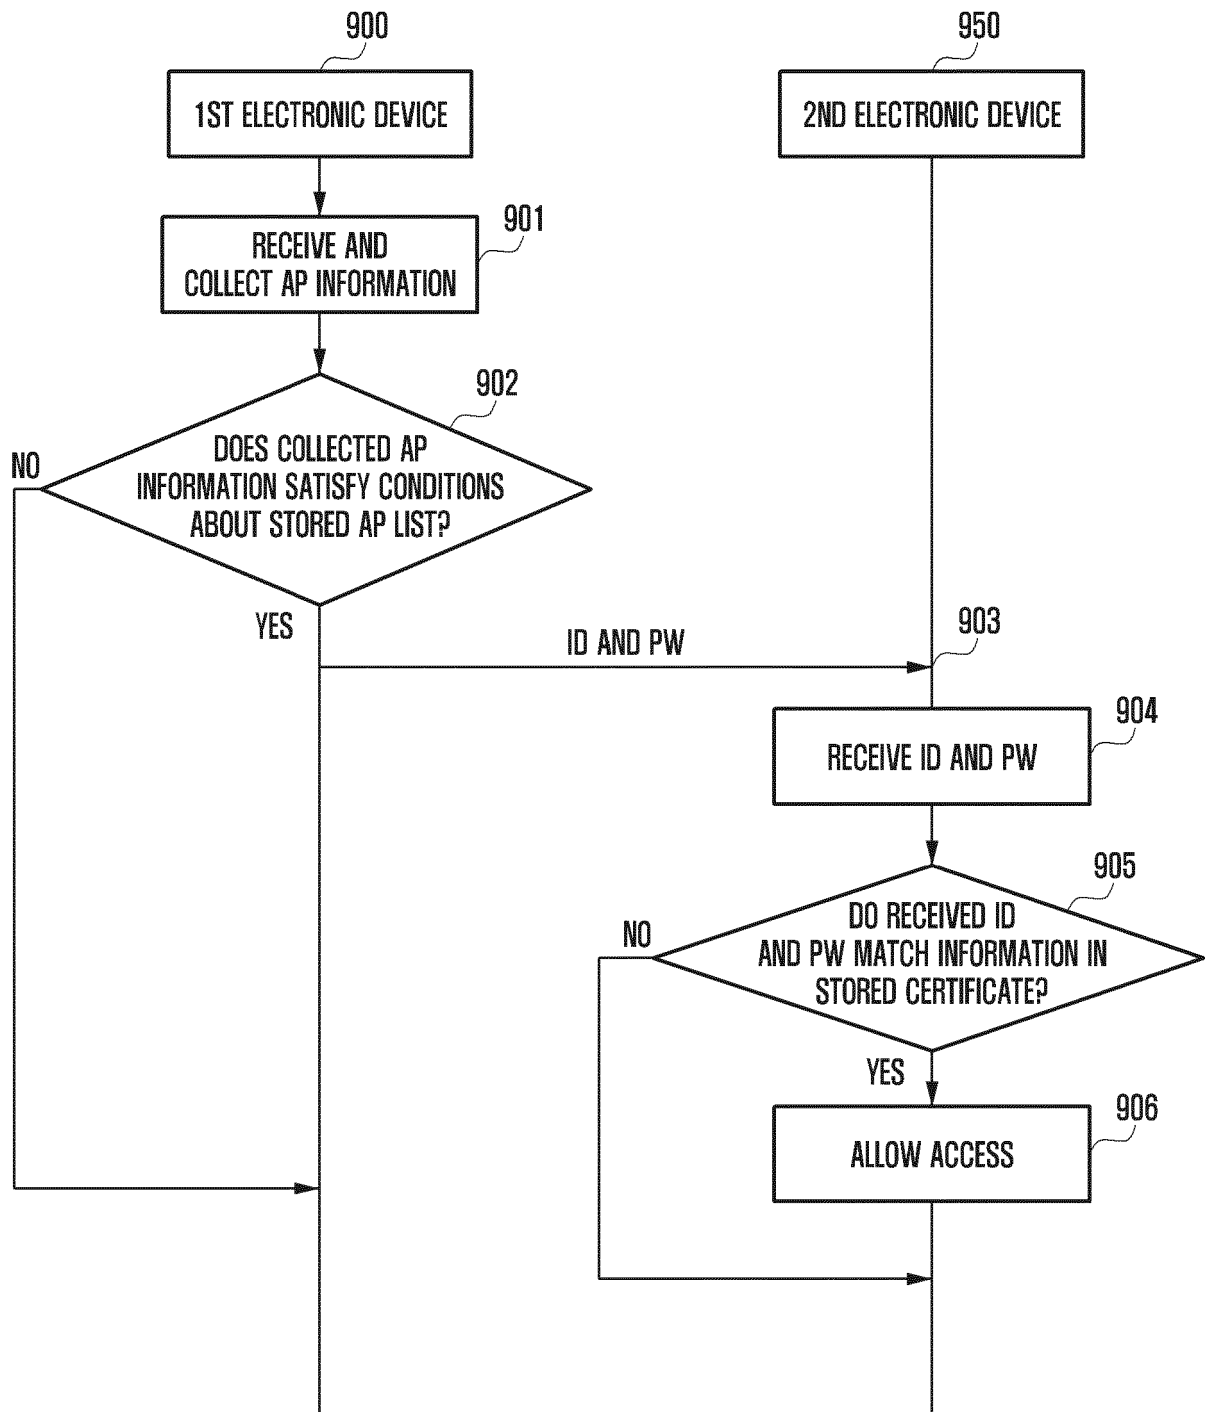 900
950
1ST ELECTRONIC DEVICE
2ND ELECTRONIC DEVICE
901
RECEIVE AND
COLLECT AP INFORMATION
902
DOES COLLECTED AP
INFORMATION SATISFY CONDITIONS
ABOUT STORED AP LIST?
NO
YES
ID AND PW
903
904
RECEIVE ID AND PW
905
DO RECEIVED ID
AND PW MATCH INFORMATION IN
STORED CERTIFICATE?
NO
YES
906
ALLOW ACCESS